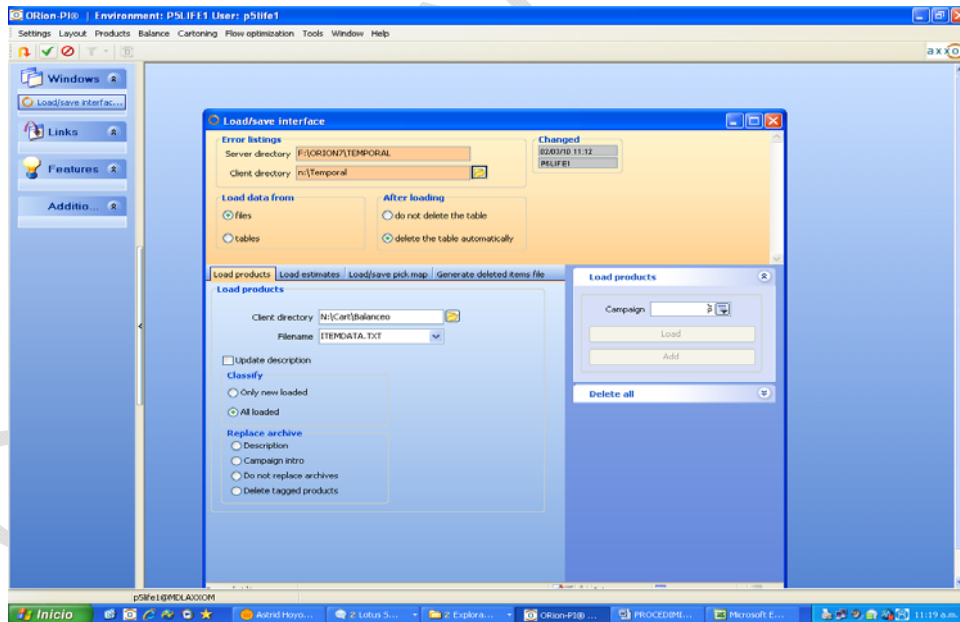 ORion-PI® | Environment: P5LIFE1 User: p5life1
Settings Layout Products Balance Cartoning Flow optimization Tools Window Help
axxo
Windows
Load/save interfac...
Links
Features
Additio...
Load/save interface
Error listings
Server directory F:\ORION7\TEMPORAL
Client directory n:\Temporal
Changed
02/03/10 11:12
P5LIFE1
Load data from
files
tables
After loading
do not delete the table
delete the table automatically
Load products Load estimates Load/save pick map Generate deleted items file
Load products
Client directory N:\Cart\Balanceo
Filename ITEMDATA.TXT
Update description
Classify
Only new loaded
All loaded
Replace archive
Description
Campaign intro
Do not replace archives
Delete tagged products
Load products
Campaign
Load
Add
Delete all
p5life1@MDLAXXOM
Inicio
Astrid Hoyo...
2 Lotus 5...
2 Explora...
ORion-PI® ...
PROCEDIMI...
Microsoft E...
11:19 a.m.